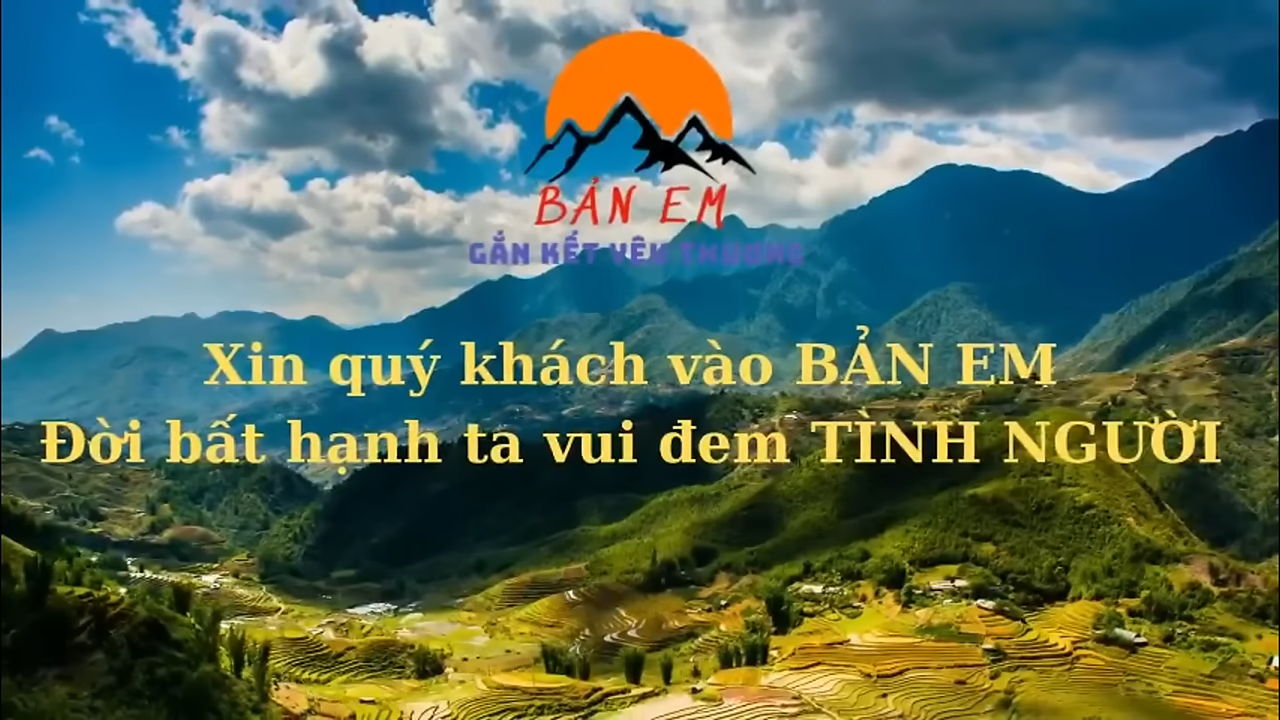 BẢN EM
GẮN KẾT YÊU THƯƠNG
Xin quý khách vào BẢN EM
Đời bất hạnh ta vui đem TÌNH NGƯỜI